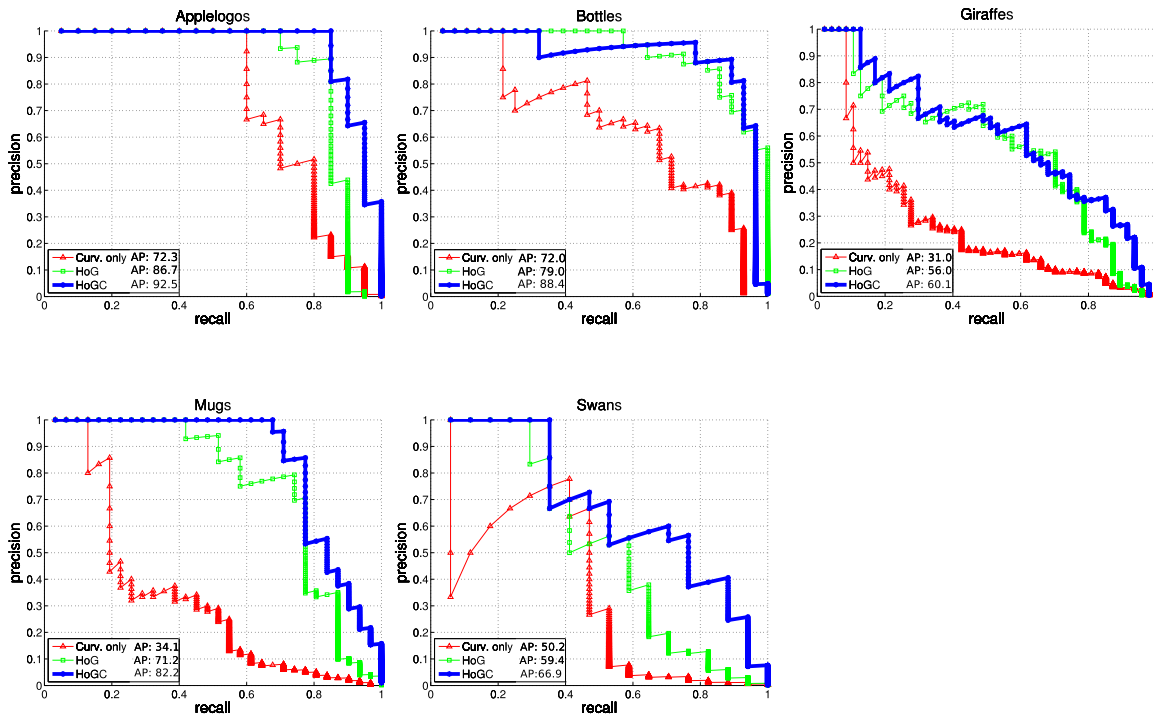 Applelogos
1
0.9
0.8
0.7
0.6
0.5
0.4
0.3
0.2
0.1
0
precision
Curv. only AP: 72.3
HoG AP: 86.7
HoGC AP: 92.5
0 0.2 0.4 0.6 0.8 1
recall
Bottles
1
0.9
0.8
0.7
0.6
0.5
0.4
0.3
0.2
0.1
0
precision
Curv. only AP: 72.0
HoG AP: 79.0
HoGC AP: 88.4
0 0.2 0.4 0.6 0.8 1
recall
Giraffes
1
0.9
0.8
0.7
0.6
0.5
0.4
0.3
0.2
0.1
0
precision
Curv. only AP: 31.0
HoG AP: 56.0
HoGC AP: 60.1
0 0.2 0.4 0.6 0.8
recall
Mugs
1
0.9
0.8
0.7
0.6
0.5
0.4
0.3
0.2
0.1
0
precision
Curv. only AP: 34.1
HoG AP: 71.2
HoGC AP: 82.2
0 0.2 0.4 0.6 0.8 1
recall
Swans
1
0.9
0.8
0.7
0.6
0.5
0.4
0.3
0.2
0.1
0
precision
Curv. only AP: 50.2
HoG AP: 59.4
HoGC AP:66.9
0 0.2 0.4 0.6 0.8 1
recall